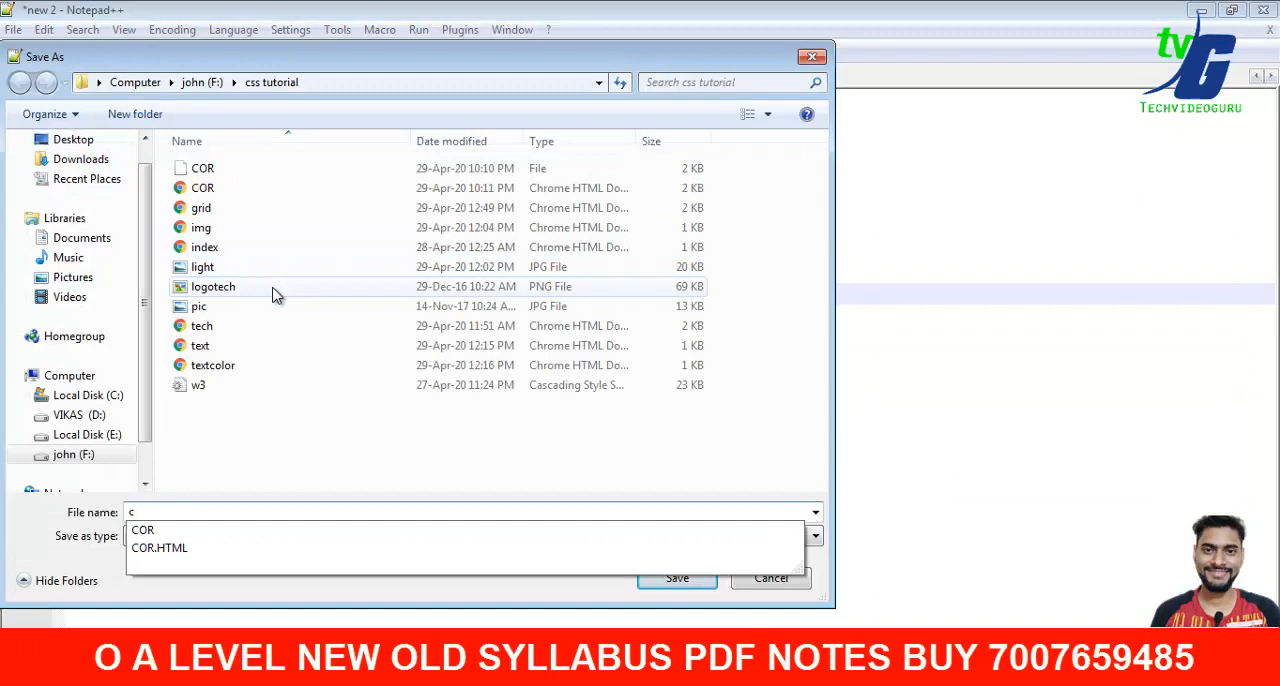 *new 2 - Notepad++
File Edit Search View Encoding Language Settings Tools Macro Run Plugins Window ? X
Save As
Computer john (F:) css tutorial Search css tutorial
Organize New folder
Name Date modified Type Size
COR 29-Apr-20 10:10 PM File 2 KB
COR 29-Apr-20 10:11 PM Chrome HTML Do... 2 KB
grid 29-Apr-20 12:49 PM Chrome HTML Do... 2 KB
img 29-Apr-20 12:04 PM Chrome HTML Do... 1 KB
index 28-Apr-20 12:25 AM Chrome HTML Do... 1 KB
light 29-Apr-20 12:02 PM JPG File 20 KB
logotech 29-Dec-16 10:22 AM PNG File 69 KB
pic 14-Nov-17 10:24 A... JPG File 13 KB
tech 29-Apr-20 11:51 AM Chrome HTML Do... 2 KB
text 29-Apr-20 12:15 PM Chrome HTML Do... 1 KB
textcolor 29-Apr-20 12:16 PM Chrome HTML Do... 1 KB
w3 27-Apr-20 11:24 PM Cascading Style S... 23 KB
Desktop
Downloads
Recent Places
Libraries
Documents
Music
Pictures
Videos
Homegroup
Computer
Local Disk (C:)
VIKAS (D:)
Local Disk (E:)
john (F:)
File name: c
COR
Save as type:
COR.HTML
Hide Folders Save Cancel
tv G
TECHVIDEOGURU
O A LEVEL NEW OLD SYLLABUS PDF NOTES BUY 7007659485